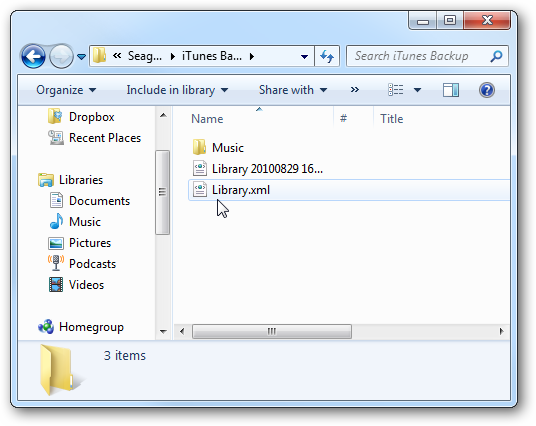 « Seag... ▸ iTunes Ba... ▸
Search iTunes Backup
Organize Include in library Share with »
Dropbox
Recent Places
Libraries
Documents
Music
Pictures
Podcasts
Videos
Homegroup
Name # Title
Music
Library 20100829 16...
Library.xml
3 items